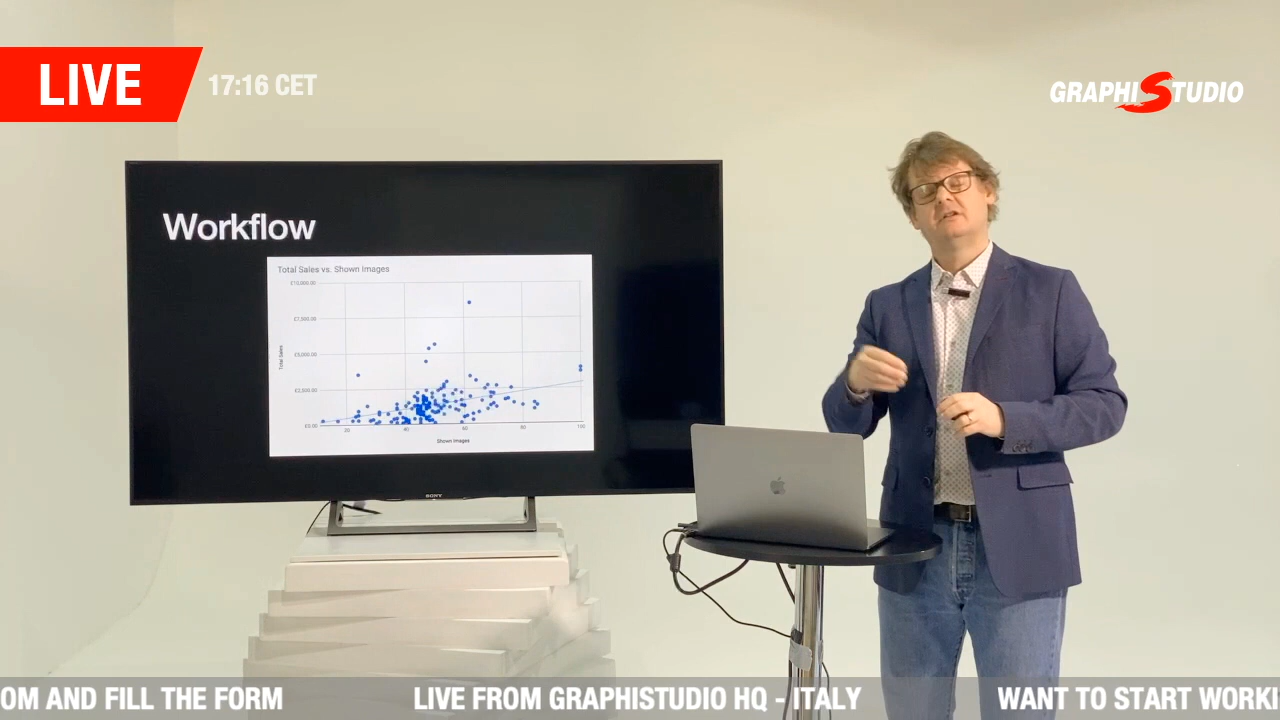 LIVE
17:16 CET
GRAPHISTUDIO
Workflow
Total Sales vs. Shown Images
£10,000.00
£7,500.00
£5,000.00
£2,500.00
£0.00
Total Sales
20
40
60
80
100
Shown Images
SONY
OM AND FILL THE FORM
LIVE FROM GRAPHISTUDIO HQ - ITALY
WANT TO START WORKI